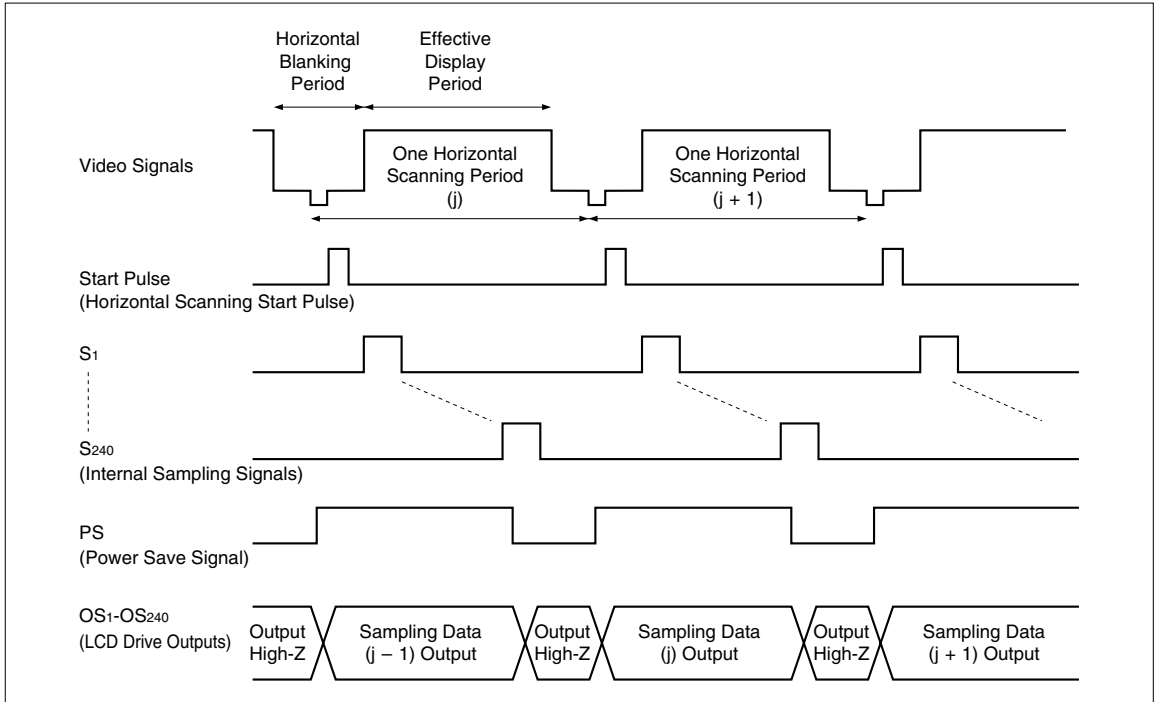 Horizontal
Blanking
Period
Effective
Display
Period
Video Signals
One Horizontal
Scanning Period
(j)
One Horizontal
Scanning Period
(j + 1)
Start Pulse
(Horizontal Scanning Start Pulse)
S1
S240
(Internal Sampling Signals)
PS
(Power Save Signal)
OS1-OS240
(LCD Drive Outputs)
Output
High-Z
Sampling Data
(j − 1) Output
Output
High-Z
Sampling Data
(j) Output
Output
High-Z
Sampling Data
(j + 1) Output